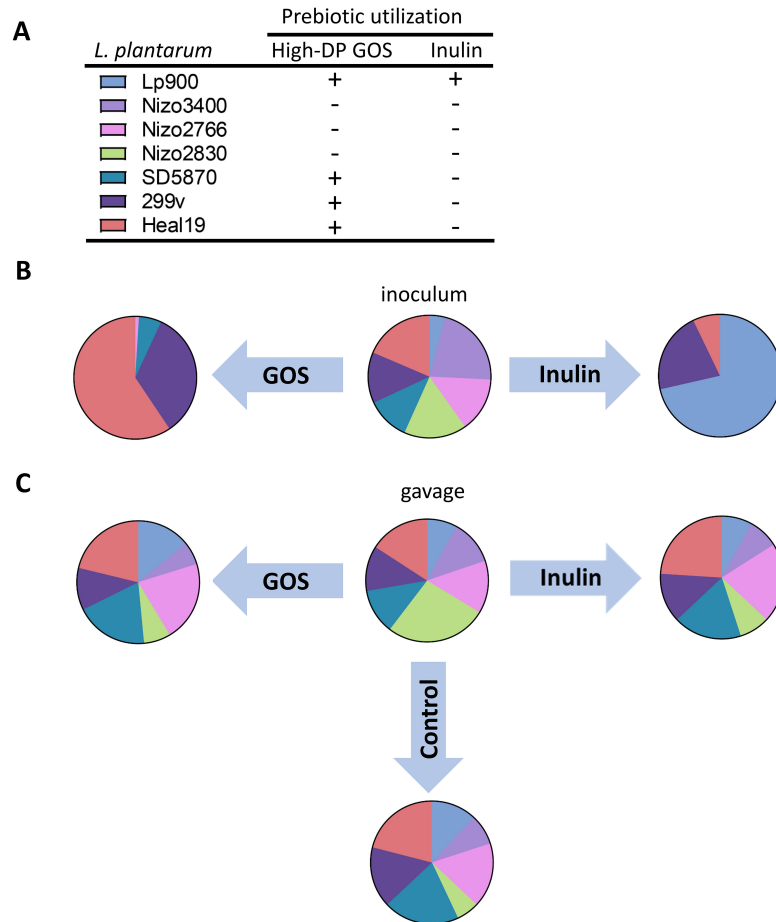 A
Prebiotic utilization
L. plantarum High-DP GOS Inulin
Lp900 + +
Nizo3400 - -
Nizo2766 - -
Nizo2830 - -
SD5870 + -
299v + -
Heal19 + -
B
inoculum
GOS Inulin
C
gavage
GOS Inulin
Control